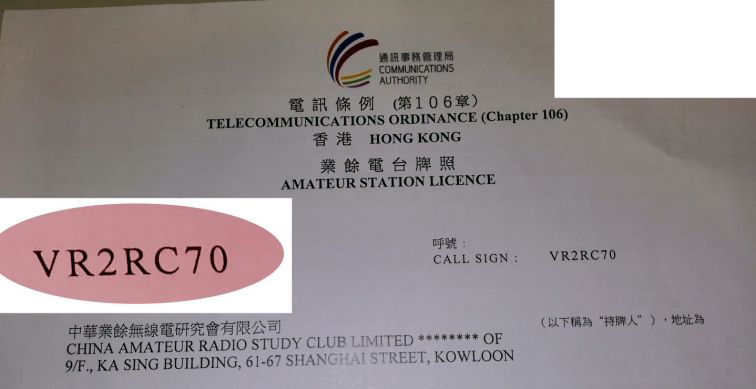 通訊事務管理局
COMMUNICATIONS
AUTHORITY
電訊條例 (第106章)
TELECOMMUNICATIONS ORDINANCE (Chapter 106)
香港 HONG KONG
業餘電台牌照
AMATEUR STATION LICENCE
VR2RC70
呼號：
CALL SIGN : VR2RC70
中華業餘無線電研究會有限公司 (以下稱為“持牌人”)，地址為
CHINA AMATEUR RADIO STUDY CLUB LIMITED ******** OF
9/F., KA SING BUILDING, 61-67 SHANGHAI STREET, KOWLOON